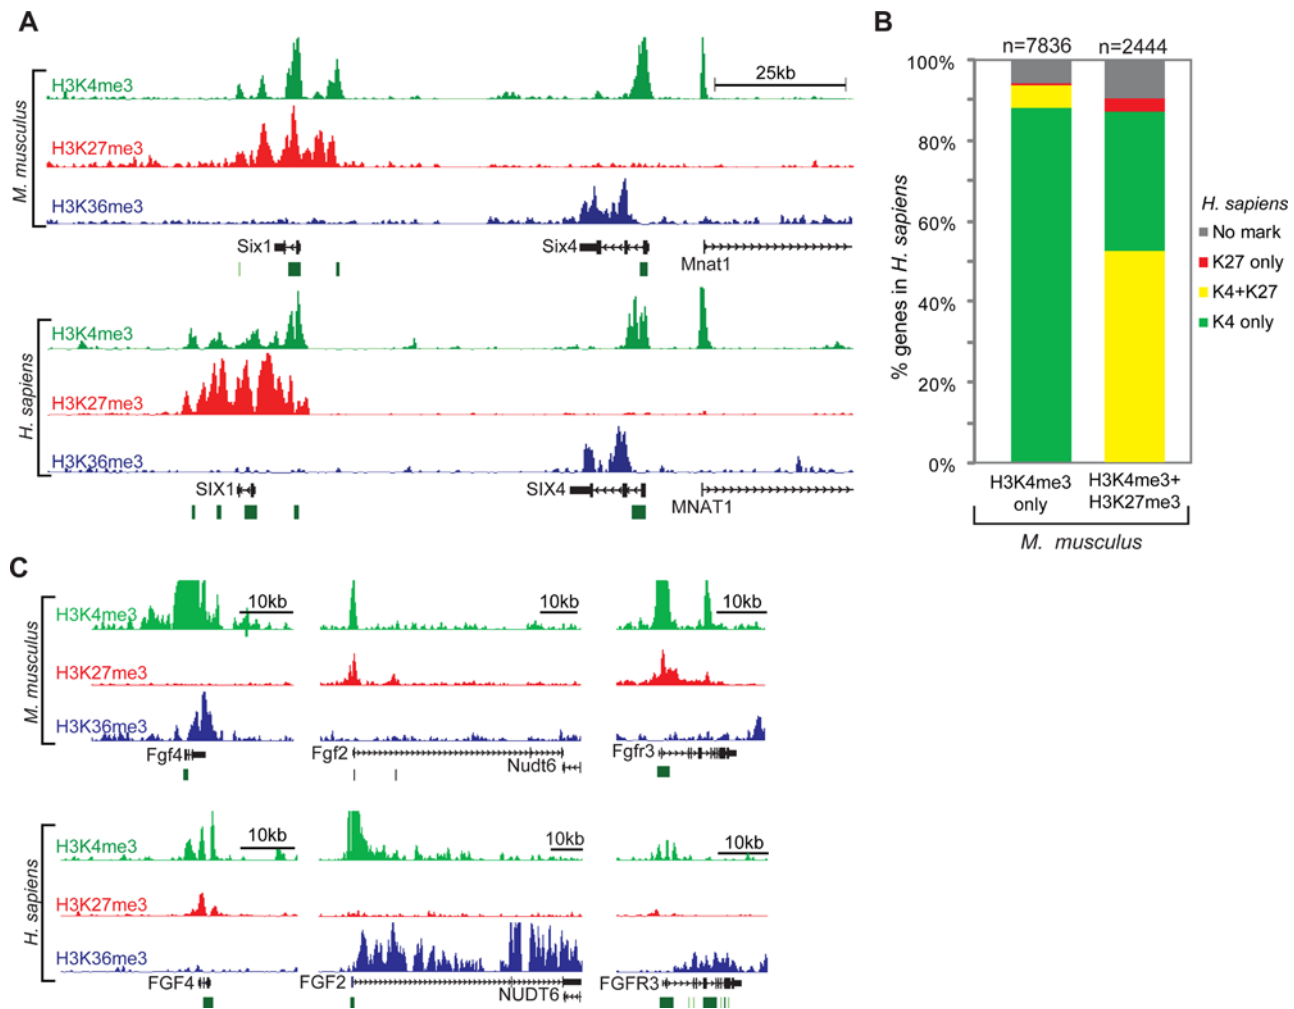 A
M. musculus
H3K4me3
25kb
H3K27me3
H3K36me3
Six1
Six4
Mnat1
H. sapiens
H3K4me3
H3K27me3
H3K36me3
SIX1
SIX4
MNAT1
B
n=7836
n=2444
% genes in H. sapiens
100%
80%
60%
40%
20%
0%
H3K4me3 only
H3K4me3+ H3K27me3
M. musculus
H. sapiens
No mark
K27 only
K4+K27
K4 only
C
M. musculus
H3K4me3
10kb
10kb
10kb
H3K27me3
H3K36me3
Fgf4
Fgf2
Nudt6
Fgfr3
H. sapiens
H3K4me3
10kb
10kb
10kb
H3K27me3
H3K36me3
FGF4
FGF2
NUDT6
FGFR3